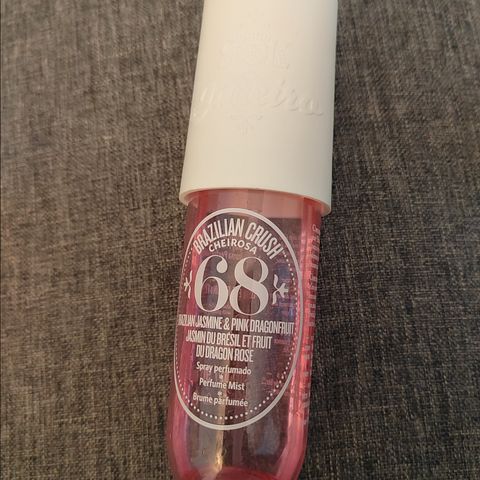 BRAZILIAN CRUSH
CHEIROSA
68
BRAZILIAN JASMINE & PINK DRAGONFRUIT
JASMIN DU BRÉSIL ET FRUIT
DU DRAGON ROSE
Spray perfumado
Perfume Mist
Brume parfumée